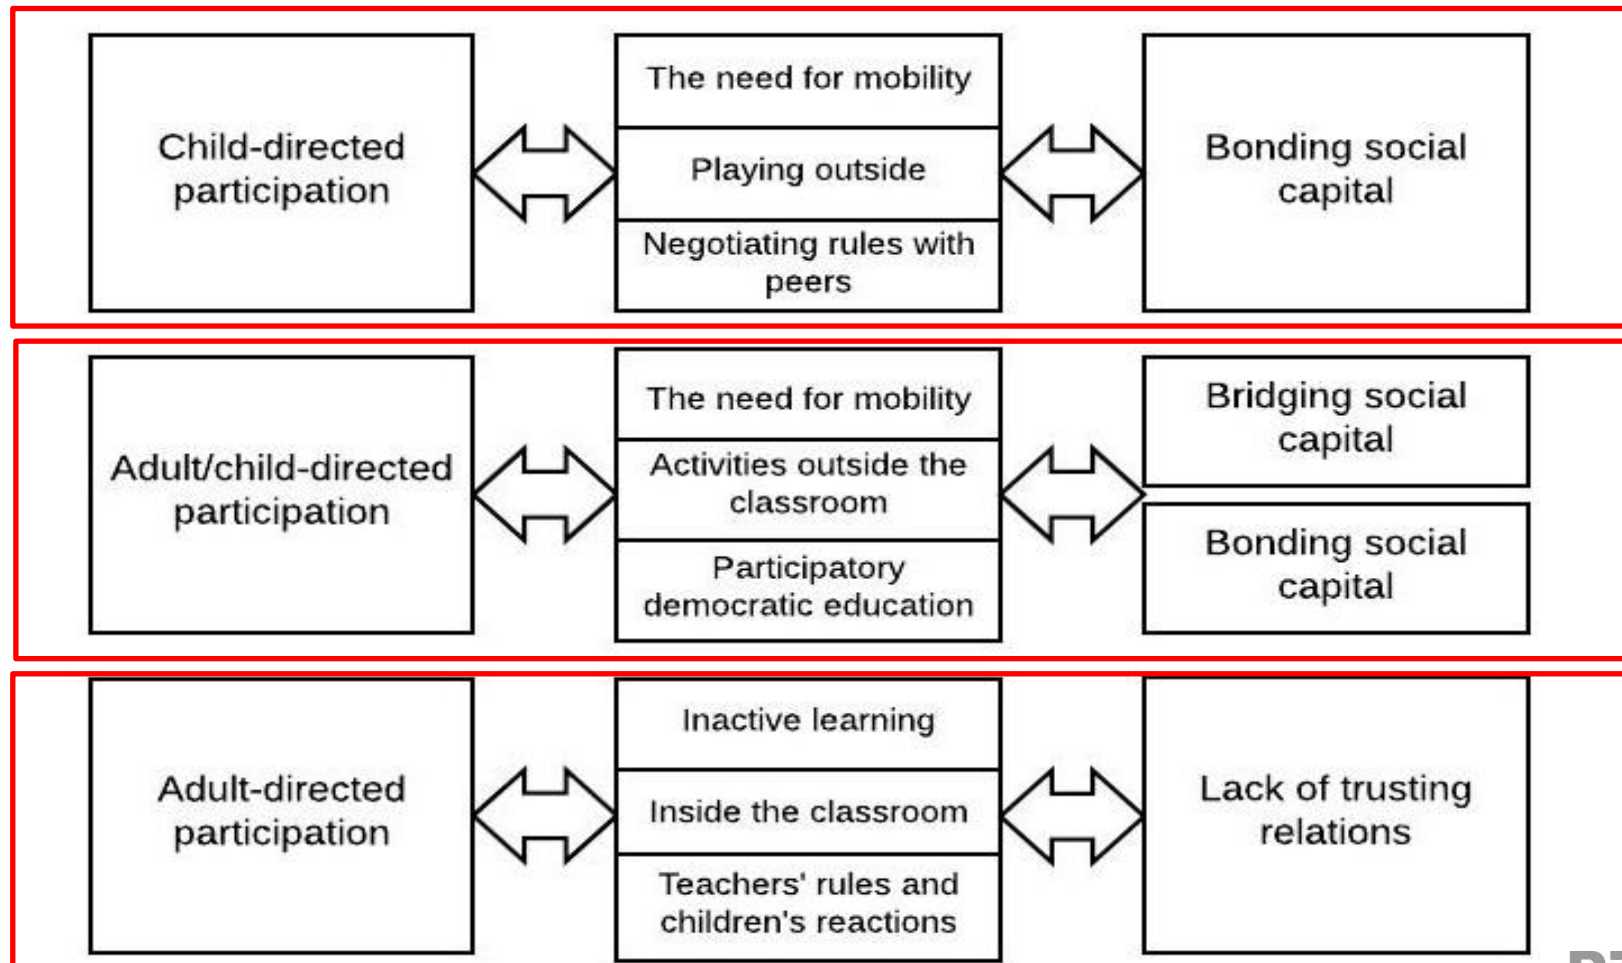 The need for mobility
Child-directed
participation
Playing outside
Bonding social
capital
Negotiating rules with
peers
The need for mobility
Bridging social
capital
Adult/child-directed
participation
Activities outside the
classroom
Bonding social
capital
Participatory
democratic education
Inactive learning
Adult-directed
participation
Inside the classroom
Lack of trusting
relations
Teachers' rules and
children's reactions